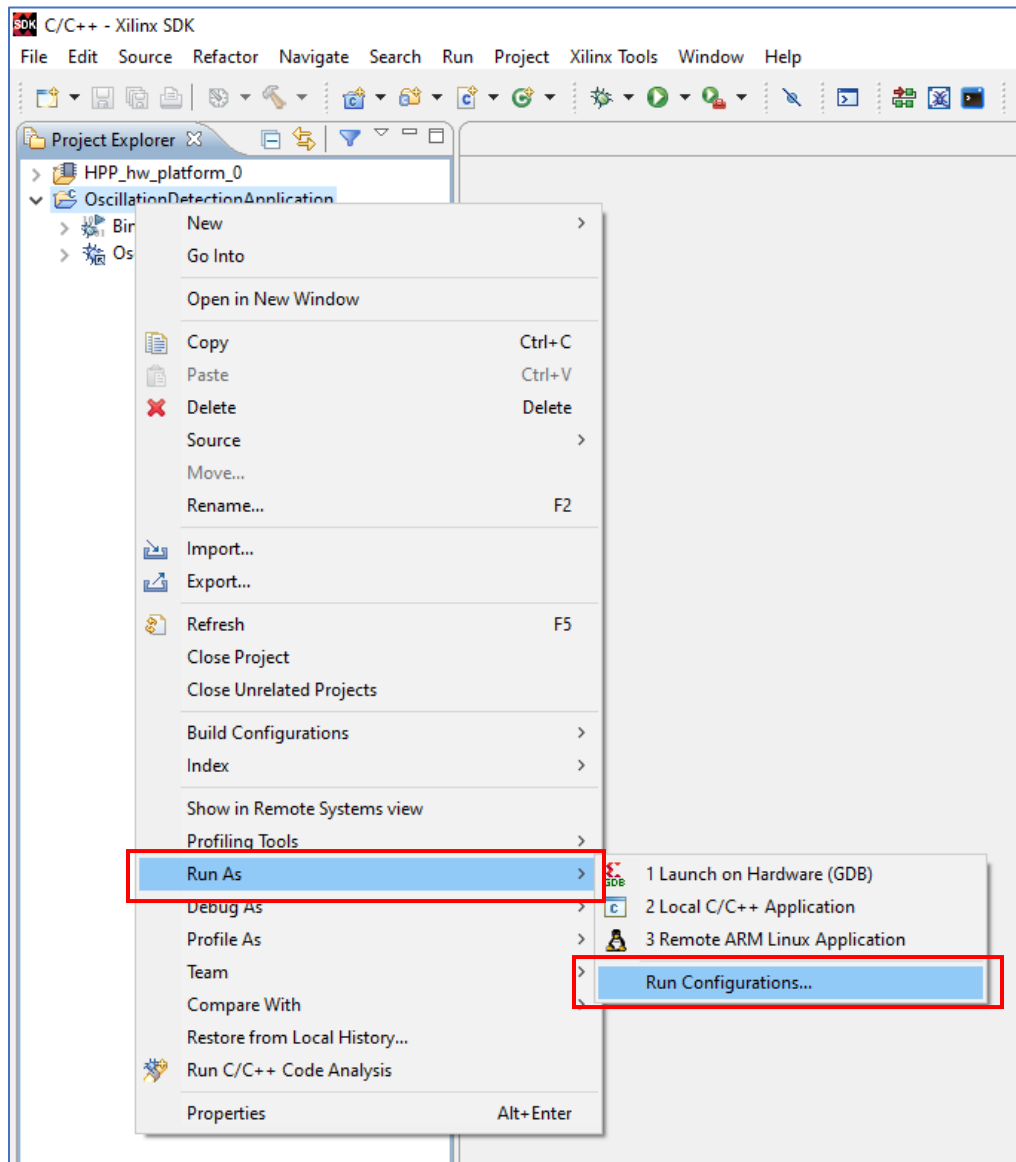 SDK C/C++ - Xilinx SDK
File Edit Source Refactor Navigate Search Run Project Xilinx Tools Window Help
Project Explorer
HPP_hw_platform_0
OscillationDetectionApplication
Bin
Os
New
Go Into
Open in New Window
Copy Ctrl+C
Paste Ctrl+V
Delete Delete
Source
Move...
Rename... F2
Import...
Export...
Refresh F5
Close Project
Close Unrelated Projects
Build Configurations
Index
Show in Remote Systems view
Profiling Tools
Run As
GDB 1 Launch on Hardware (GDB)
Debug As
c 2 Local C/C++ Application
Profile As
3 Remote ARM Linux Application
Team
Run Configurations...
Compare With
Restore from Local History...
Run C/C++ Code Analysis
Properties Alt+Enter